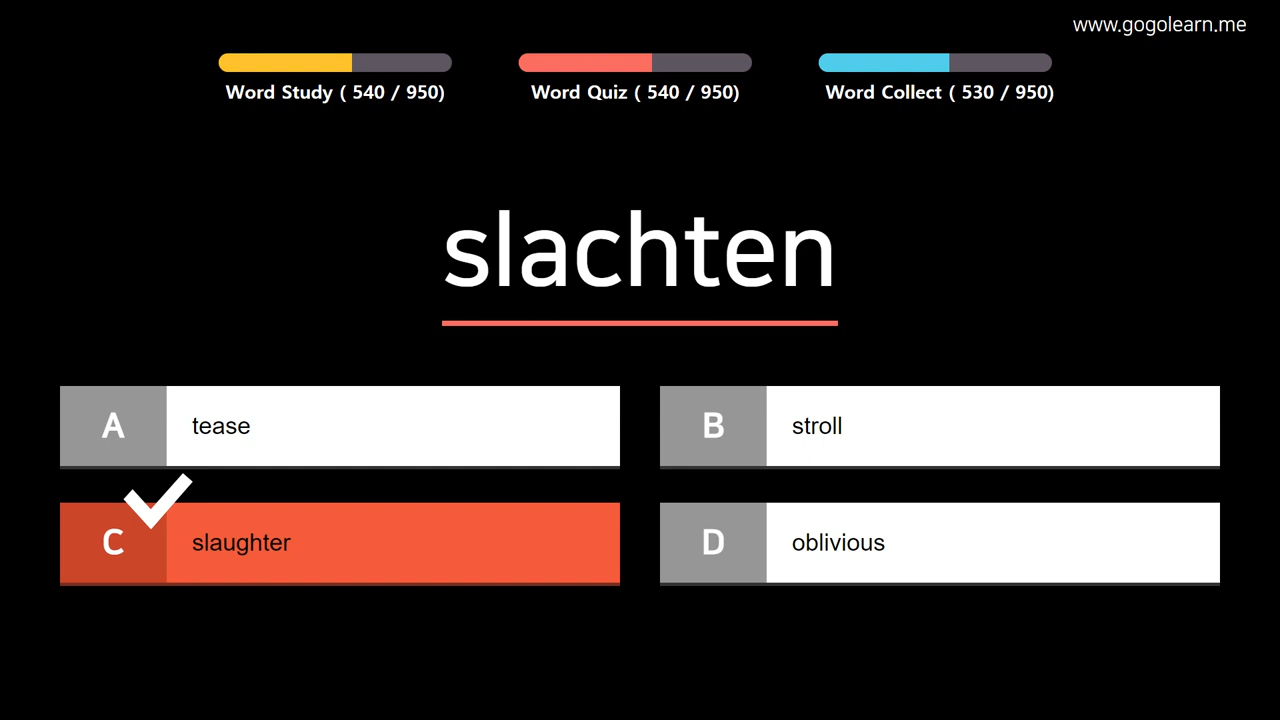 www.gogolearn.me
Word Study ( 540 / 950)
Word Quiz ( 540 / 950)
Word Collect ( 530 / 950)
slachten
A tease
B stroll
C slaughter
D oblivious